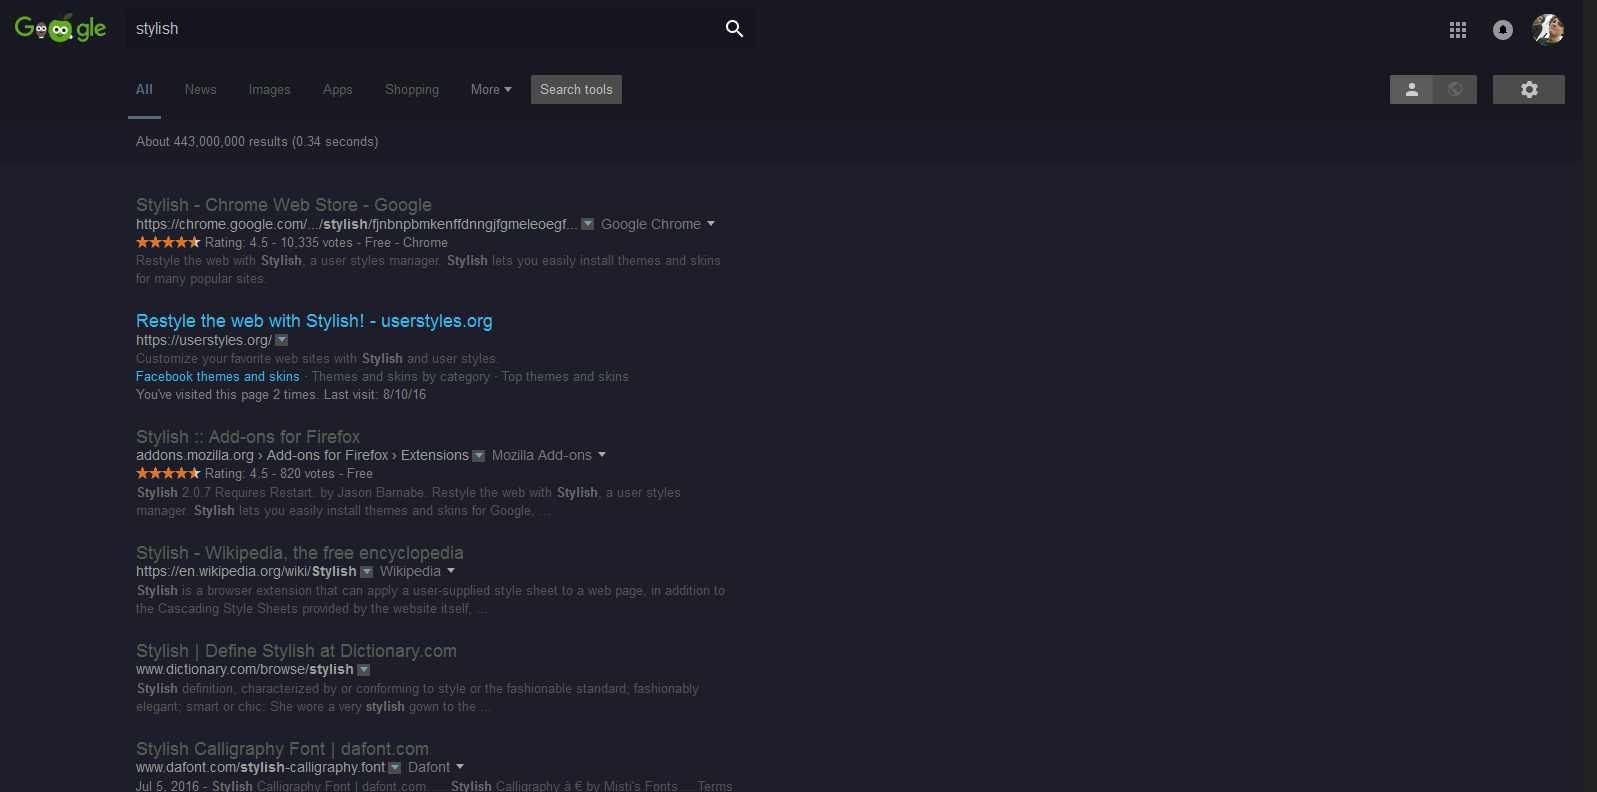 Google
stylish
All News Images Apps Shopping More Search tools
About 443,000,000 results (0.34 seconds)
Stylish - Chrome Web Store - Google
https://chrome.google.com/.../stylish/fjnbnpbmkenffdnngjfgmeleoegf... Google Chrome
Rating: 4.5 - 10,335 votes - Free - Chrome
Restyle the web with Stylish, a user styles manager. Stylish lets you easily install themes and skins
for many popular sites.
Restyle the web with Stylish! - userstyles.org
https://userstyles.org/
Customize your favorite web sites with Stylish and user styles.
Facebook themes and skins · Themes and skins by category · Top themes and skins
You've visited this page 2 times. Last visit: 8/10/16
Stylish :: Add-ons for Firefox
addons.mozilla.org › Add-ons for Firefox › Extensions Mozilla Add-ons
Rating: 4.5 - 820 votes - Free
Stylish 2.0.7 Requires Restart. by Jason Barnabe. Restyle the web with Stylish, a user styles
manager. Stylish lets you easily install themes and skins for Google, ...
Stylish - Wikipedia, the free encyclopedia
https://en.wikipedia.org/wiki/Stylish Wikipedia
Stylish is a browser extension that can apply a user-supplied style sheet to a web page, in addition to
the Cascading Style Sheets provided by the website itself, ...
Stylish | Define Stylish at Dictionary.com
www.dictionary.com/browse/stylish
Stylish definition, characterized by or conforming to style or the fashionable standard; fashionably
elegant; smart or chic: She wore a very stylish gown to the ...
Stylish Calligraphy Font | dafont.com
www.dafont.com/stylish-calligraphy.font Dafont
Jul 5, 2016 - Stylish Calligraphy Font | dafont.com. ... Stylish Calligraphy à € by Misti's Fonts ... Terms